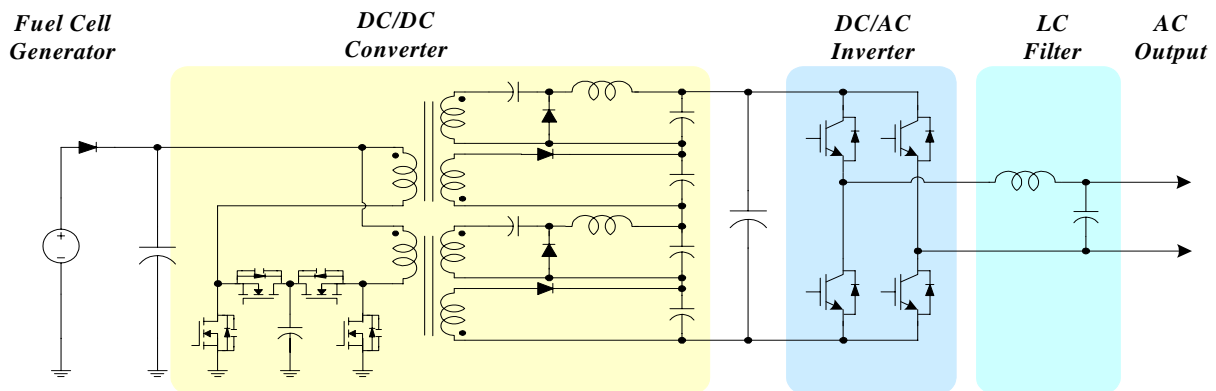 Fuel Cell
Generator
DC/DC
Converter
DC/AC
Inverter
LC
Filter
AC
Output